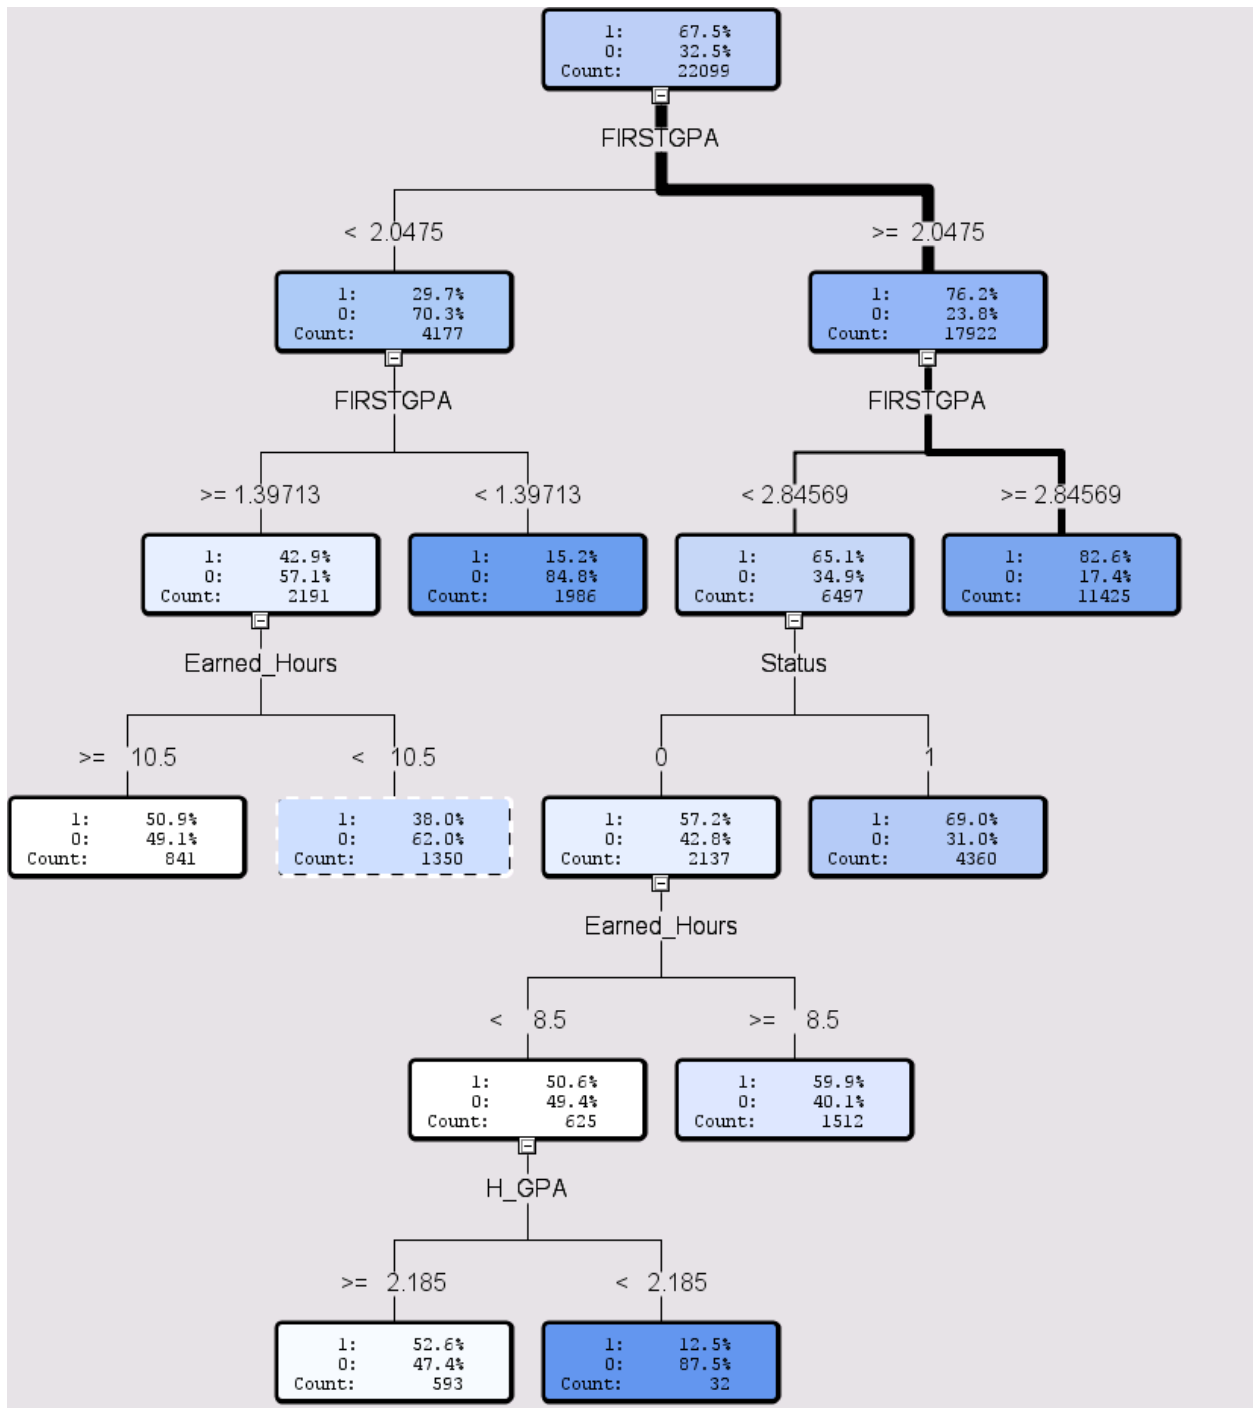 1: 67.5%
0: 32.5%
Count: 22099
FIRSTGPA
< 2.0475
>= 2.0475
1: 29.7%
0: 70.3%
Count: 4177
1: 76.2%
0: 23.8%
Count: 17922
FIRSTGPA
FIRSTGPA
>= 1.39713
< 1.39713
< 2.84569
>= 2.84569
1: 42.9%
0: 57.1%
Count: 2191
1: 15.2%
0: 84.8%
Count: 1986
1: 65.1%
0: 34.9%
Count: 6497
1: 82.6%
0: 17.4%
Count: 11425
Earned_Hours
Status
>= 10.5
< 10.5
0
1
1: 50.9%
0: 49.1%
Count: 841
1: 38.0%
0: 62.0%
Count: 1350
1: 57.2%
0: 42.8%
Count: 2137
1: 69.0%
0: 31.0%
Count: 4360
Earned_Hours
< 8.5
>= 8.5
1: 50.6%
0: 49.4%
Count: 625
1: 59.9%
0: 40.1%
Count: 1512
H_GPA
>= 2.185
< 2.185
1: 52.6%
0: 47.4%
Count: 593
1: 12.5%
0: 87.5%
Count: 32